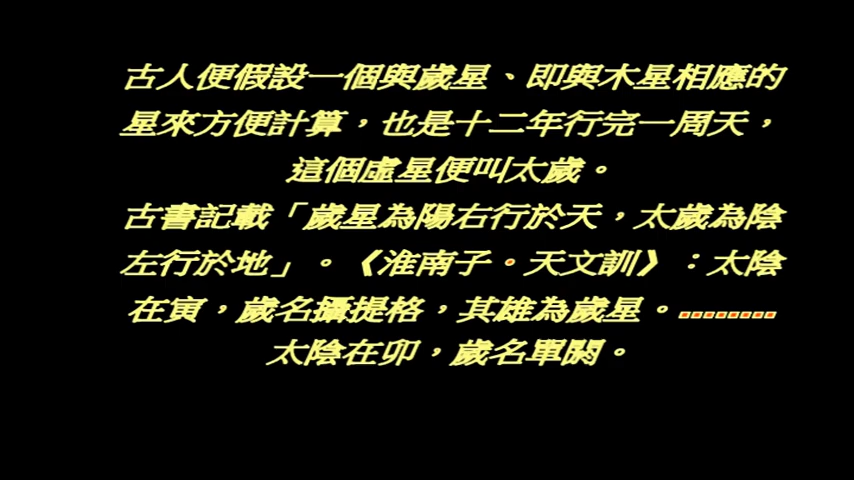 古人便假設一個與歲星、即與木星相應的
星來方便計算，也是十二年行完一周天，
這個虛星便叫太歲。
古書記載「歲星為陽右行於天，太歲為陰
左行於地」。《淮南子·天文訓》：太陰
在寅，歲名攝提格，其雄為歲星。………
太陰在卯，歲名單閼。